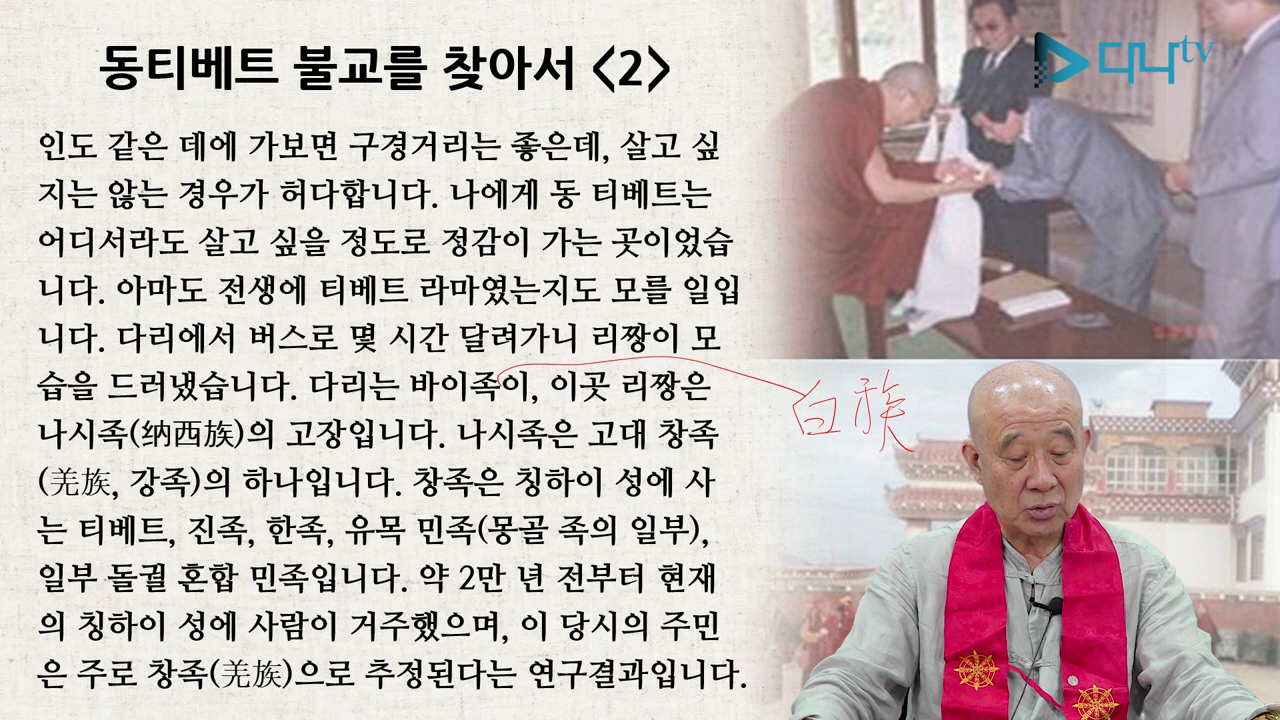 동티베트 불교를 찾아서 <2>
인도 같은 데에 가보면 구경거리는 좋은데, 살고 싶
지는 않는 경우가 허다합니다. 나에게 동 티베트는
어디서라도 살고 싶을 정도로 정감이 가는 곳이었습
니다. 아마도 전생에 티베트 라마였는지도 모를 일입
니다. 다리에서 버스로 몇 시간 달려가니 리짱이 모
습을 드러냈습니다. 다리는 바이족이, 이곳 리짱은
나시족(纳西族)의 고장입니다. 나시족은 고대 창족
(羌族, 강족)의 하나입니다. 창족은 칭하이 성에 사
는 티베트, 진족, 한족, 유목 민족(몽골 족의 일부),
일부 돌궐 혼합 민족입니다. 약 2만 년 전부터 현재
의 칭하이 성에 사람이 거주했으며, 이 당시의 주민
은 주로 창족(羌族)으로 추정된다는 연구결과입니다.
白族
tv